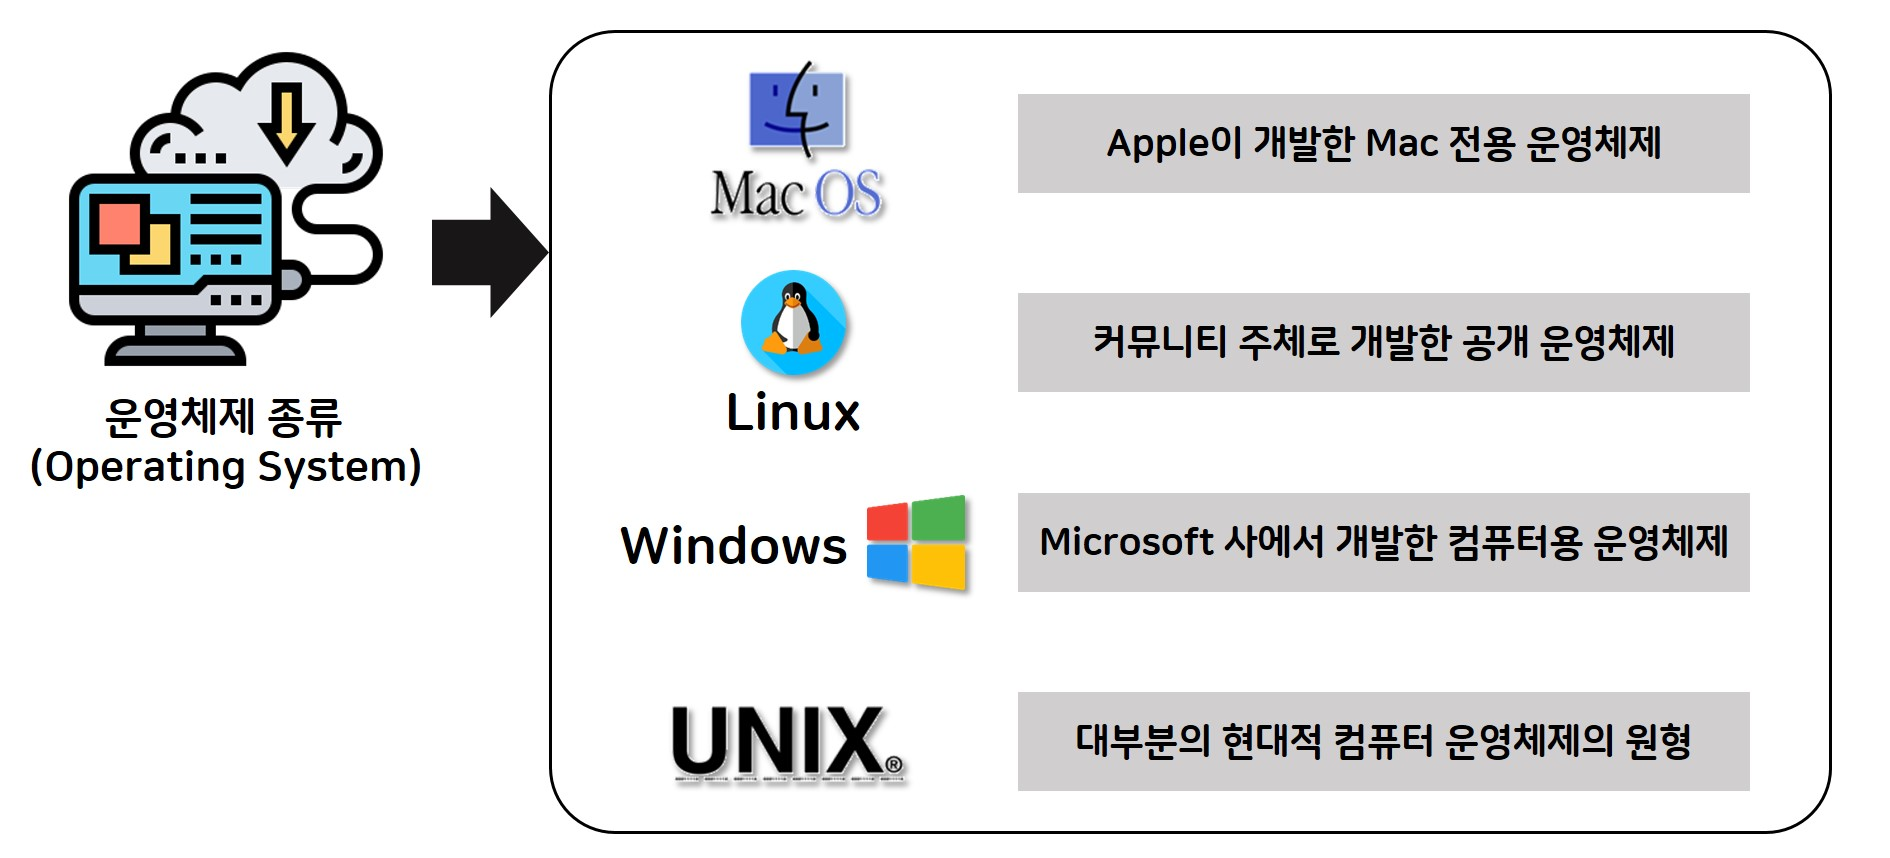 운영체제 종류
(Operating System)
Mac OS
Apple이 개발한 Mac 전용 운영체제
Linux
커뮤니티 주체로 개발한 공개 운영체제
Windows
Microsoft 사에서 개발한 컴퓨터용 운영체제
UNIX®
대부분의 현대적 컴퓨터 운영체제의 원형